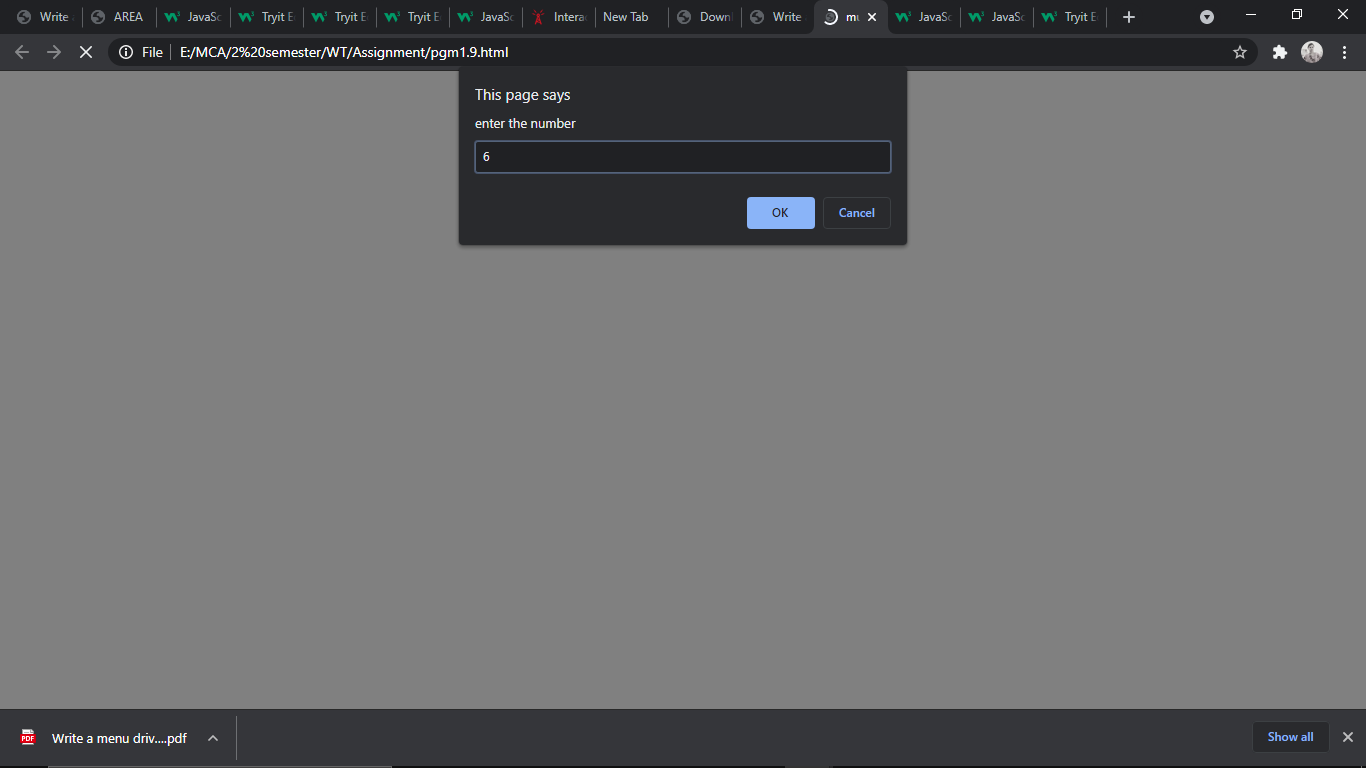 Write
AREA
JavaSc
Tryit E
Tryit E
Tryit E
JavaSc
Intera
New Tab
Down
Write
mu
JavaSc
JavaSc
Tryit E
File
E:/MCA/2%20semester/WT/Assignment/pgm1.9.html
This page says
enter the number
6
OK
Cancel
PDF
Write a menu driv....pdf
Show all